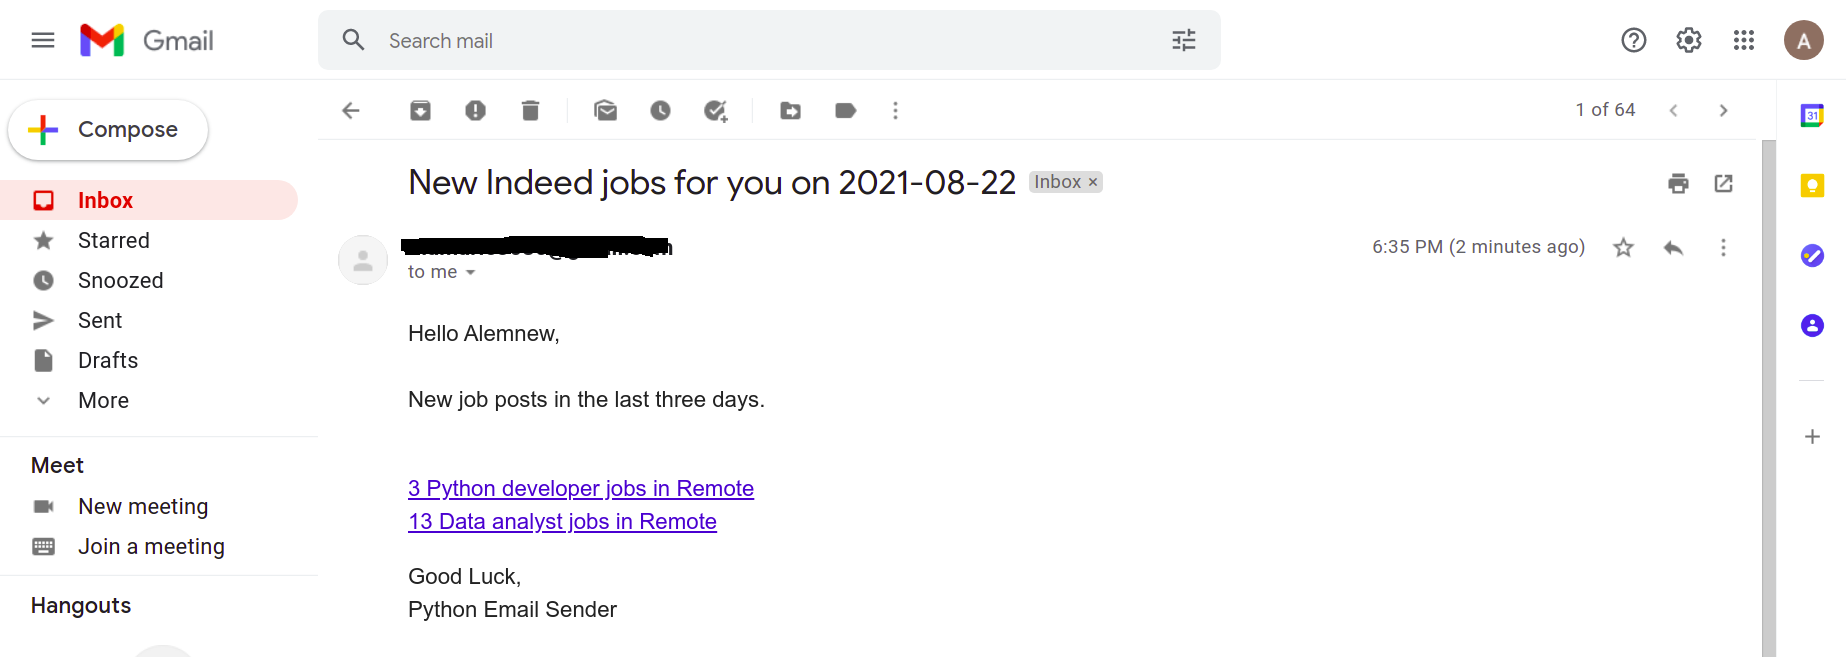 Gmail
Search mail
A
Compose
1 of 64
31
Inbox
Starred
Snoozed
Sent
Drafts
More
Meet
New meeting
Join a meeting
Hangouts
New Indeed jobs for you on 2021-08-22
Inbox ×
6:35 PM (2 minutes ago)
to me
Hello Alemnew,
New job posts in the last three days.
3 Python developer jobs in Remote
13 Data analyst jobs in Remote
Good Luck,
Python Email Sender